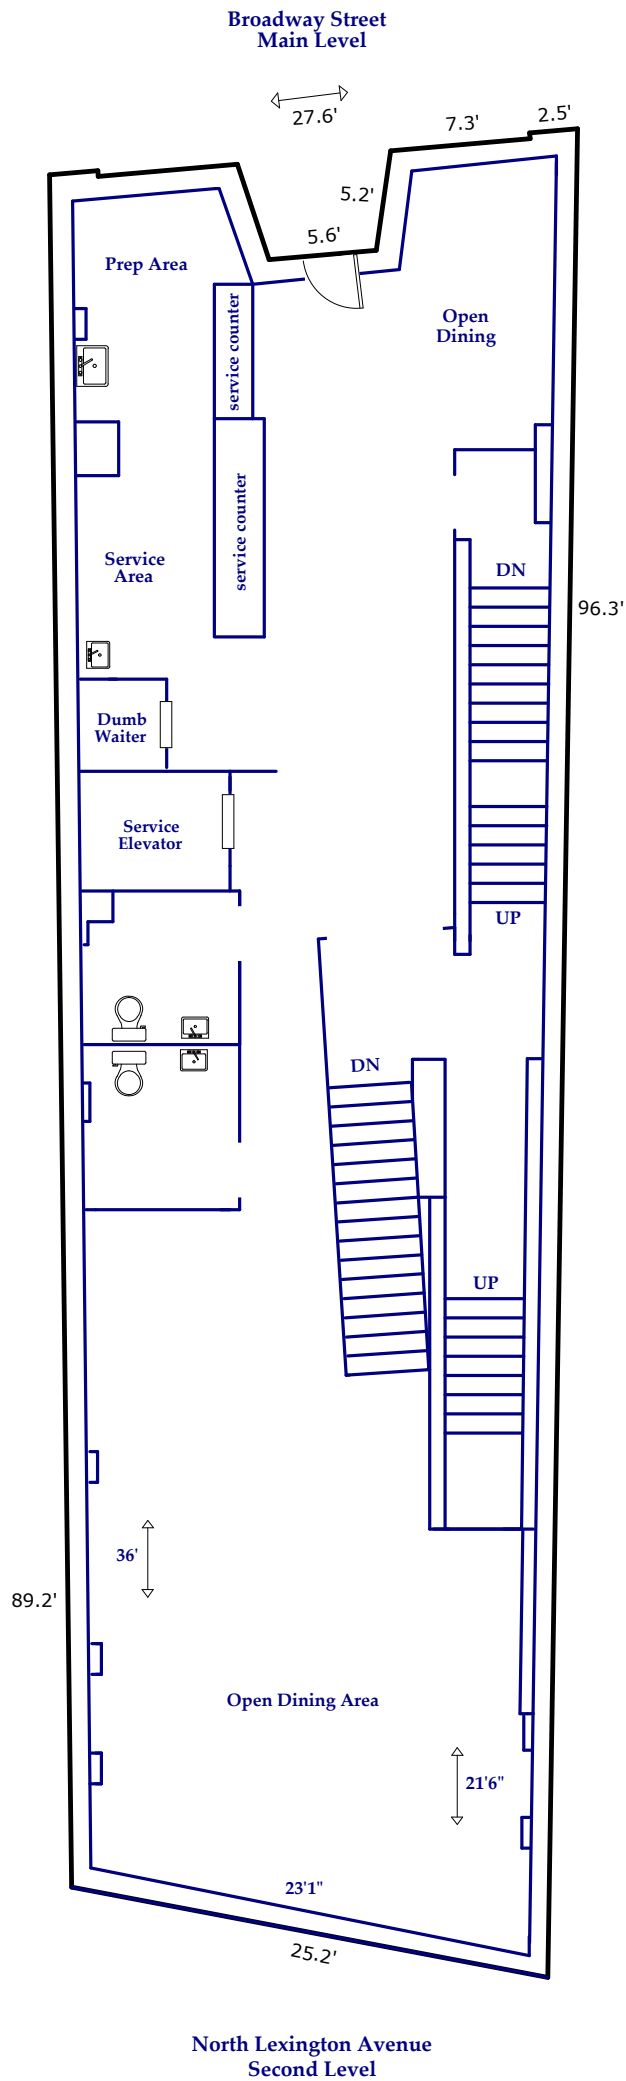 Broadway Street
Main Level
27.6'
7.3'
2.5'
5.2'
5.6'
Prep Area
service counter
Open
Dining
service counter
Service
Area
DN
96.3'
Dumb
Waiter
Service
Elevator
UP
DN
UP
36'
89.2'
Open Dining Area
21'6"
23'1"
25.2'
North Lexington Avenue
Second Level